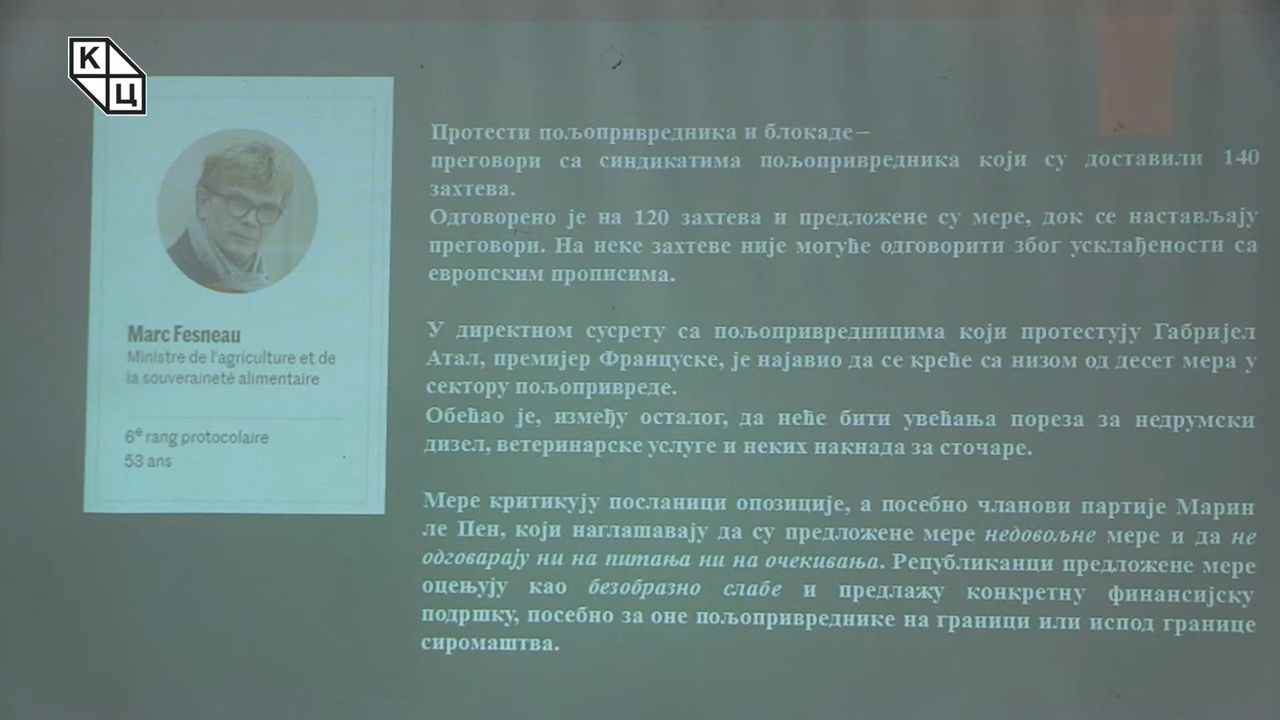 К
Ц
Marc Fesneau
Ministre de l'agriculture et de
la souveraineté alimentaire
6e rang protocolaire
53 ans
Протести пољопривредника и блокаде –
преговори са синдикатима пољопривредника који су доставили 140
захтева.
Одговорено је на 120 захтева и предложене су мере, док се настављају
преговори. На неке захтеве није могуће одговорити због усклађености са
европским прописима.
У директном сусрету са пољопривредницима који протестују Габријел
Атал, премијер Француске, је најавио да се креће са низом од десет мера у
сектору пољопривреде.
Обећао је, између осталог, да неће бити увећања пореза за недрумски
дизел, ветеринарске услуге и неких накнада за сточаре.
Мере критикују посланици опозиције, а посебно чланови партије Марин
ле Пен, који наглашавају да су предложене мере недовољне мере и да не
одговарају ни на питања ни на очекивања. Републиканци предложене мере
оцењују као безобразно слабе и предлажу конкретну финансијску
подршку, посебно за оне пољопривреднике на граници или испод границе
сиромаштва.